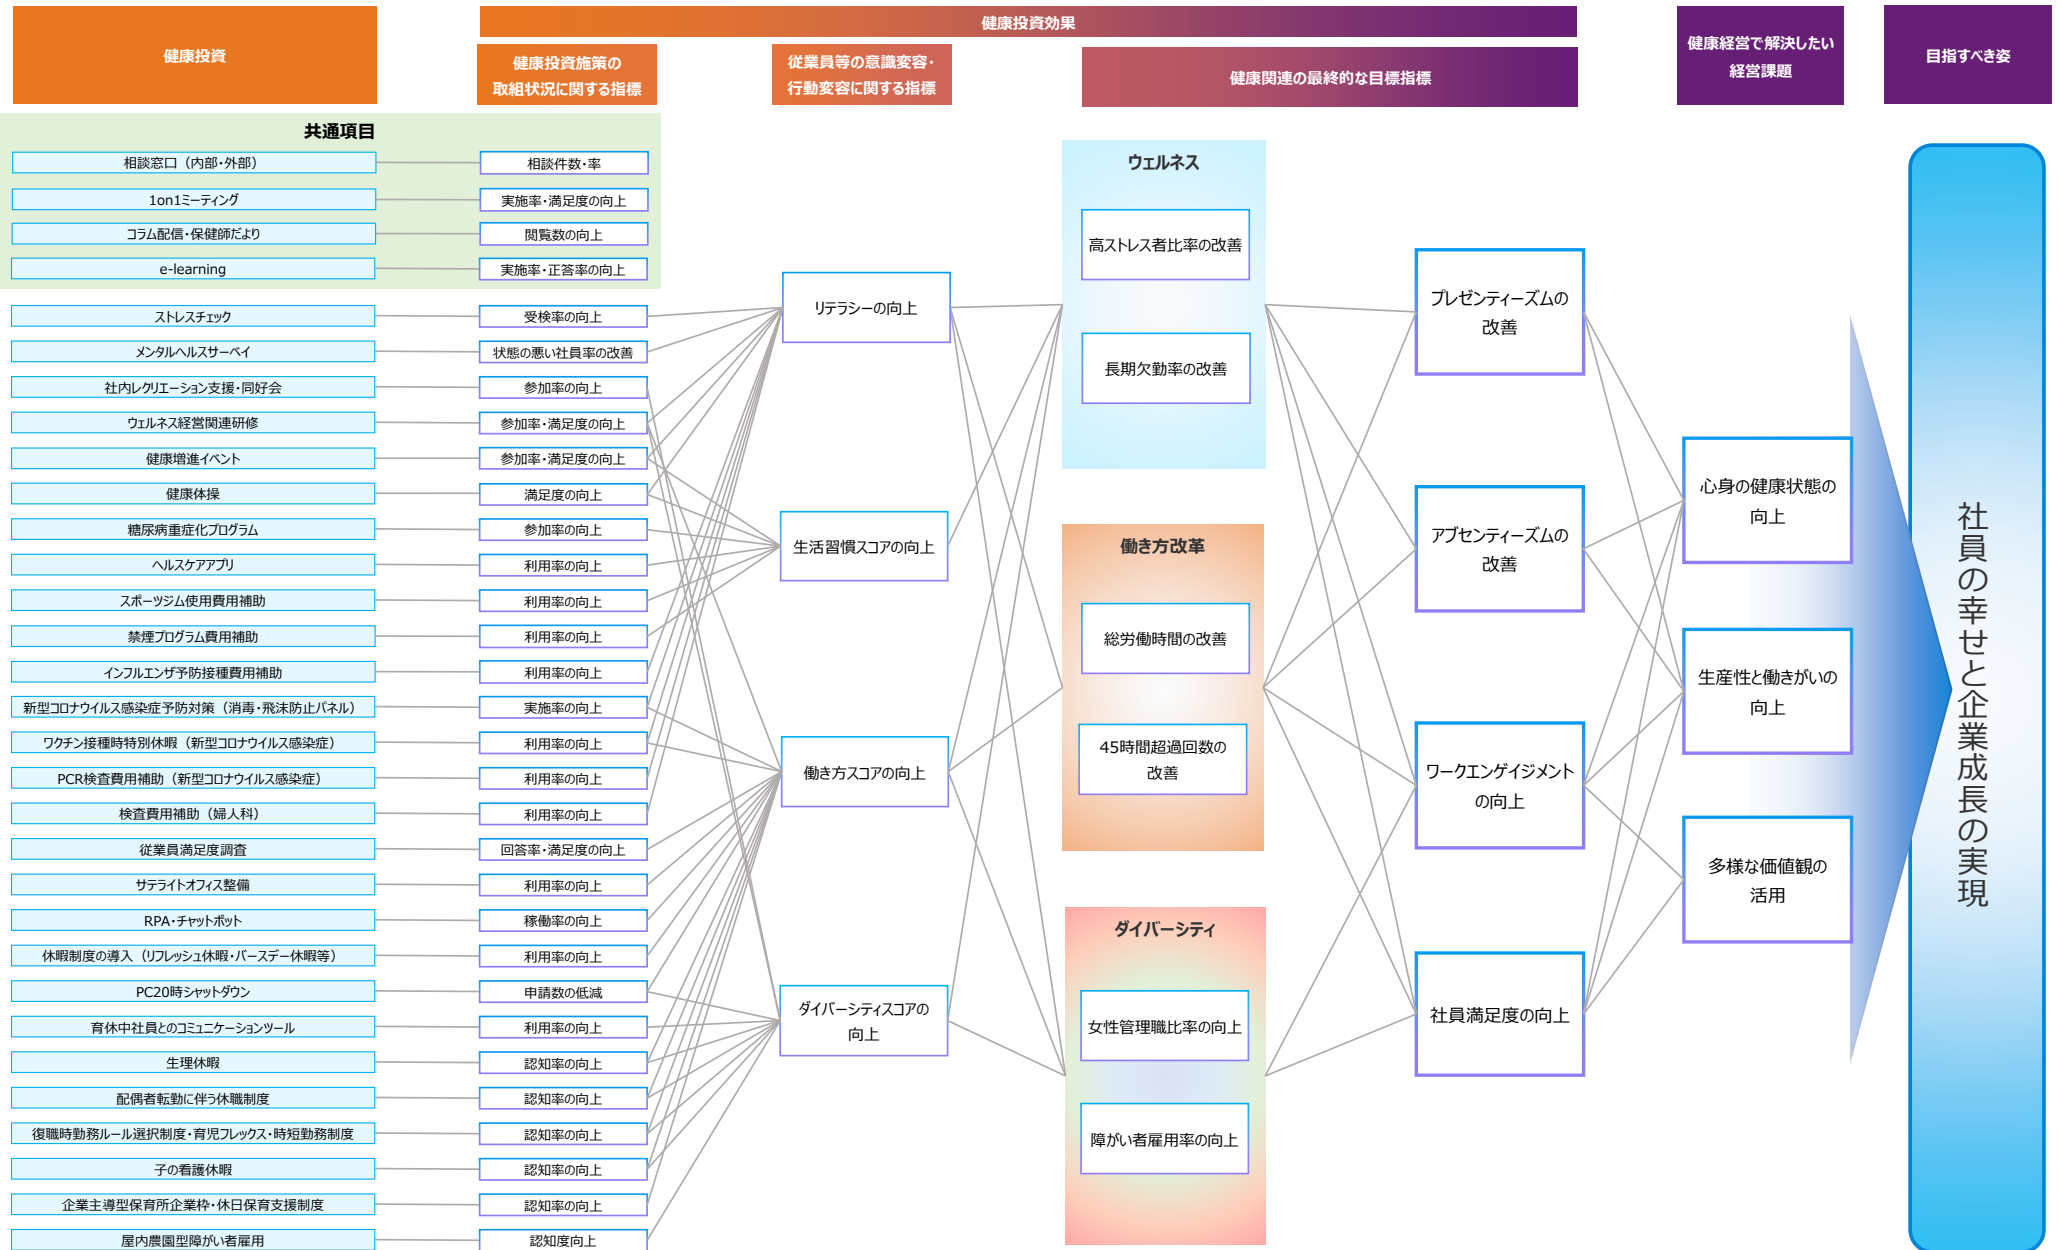 健康投資
健康投資効果
健康投資施策の
取組状況に関する指標
従業員等の意識変容・
行動変容に関する指標
健康関連の最終的な目標指標
健康経営で解決したい
経営課題
目指すべき姿
共通項目
相談窓口（内部・外部）
相談件数・率
1on1ミーティング
実施率・満足度の向上
コラム配信・保健師だより
閲覧数の向上
e-learning
実施率・正答率の向上
ストレスチェック
受検率の向上
メンタルヘルスサーベイ
状態の悪い社員率の改善
社内レクリエーション支援・同好会
参加率の向上
ウェルネス経営関連研修
参加率・満足度の向上
健康増進イベント
参加率・満足度の向上
健康体操
満足度の向上
糖尿病重症化プログラム
参加率の向上
ヘルスケアアプリ
利用率の向上
スポーツジム使用費用補助
利用率の向上
禁煙プログラム費用補助
利用率の向上
インフルエンザ予防接種費用補助
利用率の向上
新型コロナウイルス感染症予防対策（消毒・飛沫防止パネル）
実施率の向上
ワクチン接種時特別休暇（新型コロナウイルス感染症）
利用率の向上
PCR検査費用補助（新型コロナウイルス感染症）
利用率の向上
検査費用補助（婦人科）
利用率の向上
従業員満足度調査
回答率・満足度の向上
サテライトオフィス整備
利用率の向上
RPA・チャットボット
稼働率の向上
休暇制度の導入（リフレッシュ休暇・バースデー休暇等）
利用率の向上
PC20時シャットダウン
申請数の低減
育休中社員とのコミュニケーションツール
利用率の向上
生理休暇
認知率の向上
配偶者転勤に伴う休職制度
認知率の向上
復職時勤務ルール選択制度・育児フレックス・時短勤務制度
認知率の向上
子の看護休暇
認知率の向上
企業主導型保育所企業枠・休日保育支援制度
認知率の向上
屋内農園型障がい者雇用
認知度向上
リテラシーの向上
生活習慣スコアの向上
働き方スコアの向上
ダイバーシティスコアの
向上
ウェルネス
高ストレス者比率の改善
長期欠勤率の改善
働き方改革
総労働時間の改善
45時間超過回数の
改善
ダイバーシティ
女性管理職比率の向上
障がい者雇用率の向上
プレゼンティーズムの
改善
アブセンティーズムの
改善
ワークエンゲイジメント
の向上
社員満足度の向上
心身の健康状態の
向上
生産性と働きがいの
向上
多様な価値観の
活用
社員の幸せと企業成長の実現